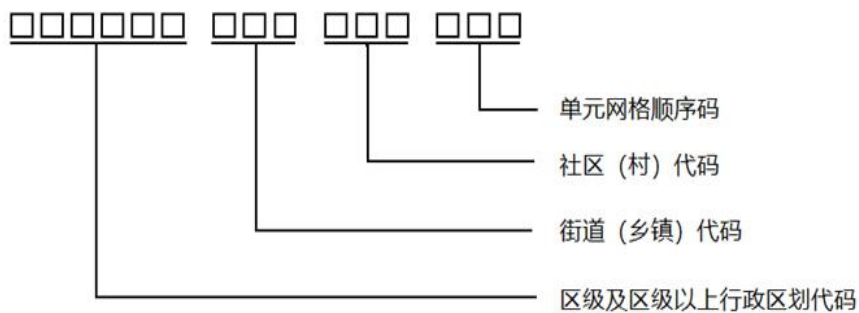 □□□□□□ □□□ □□□ □□□
单元网格顺序码
社区（村）代码
街道（乡镇）代码
区级及区级以上行政区划代码